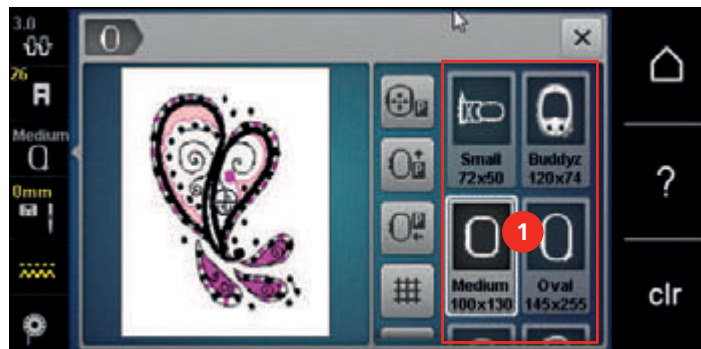 3.0
26
Medium
0mm
Small
72x50
Buddyz
120x74
Medium
100x130
Oval
145x255
1
?
clr